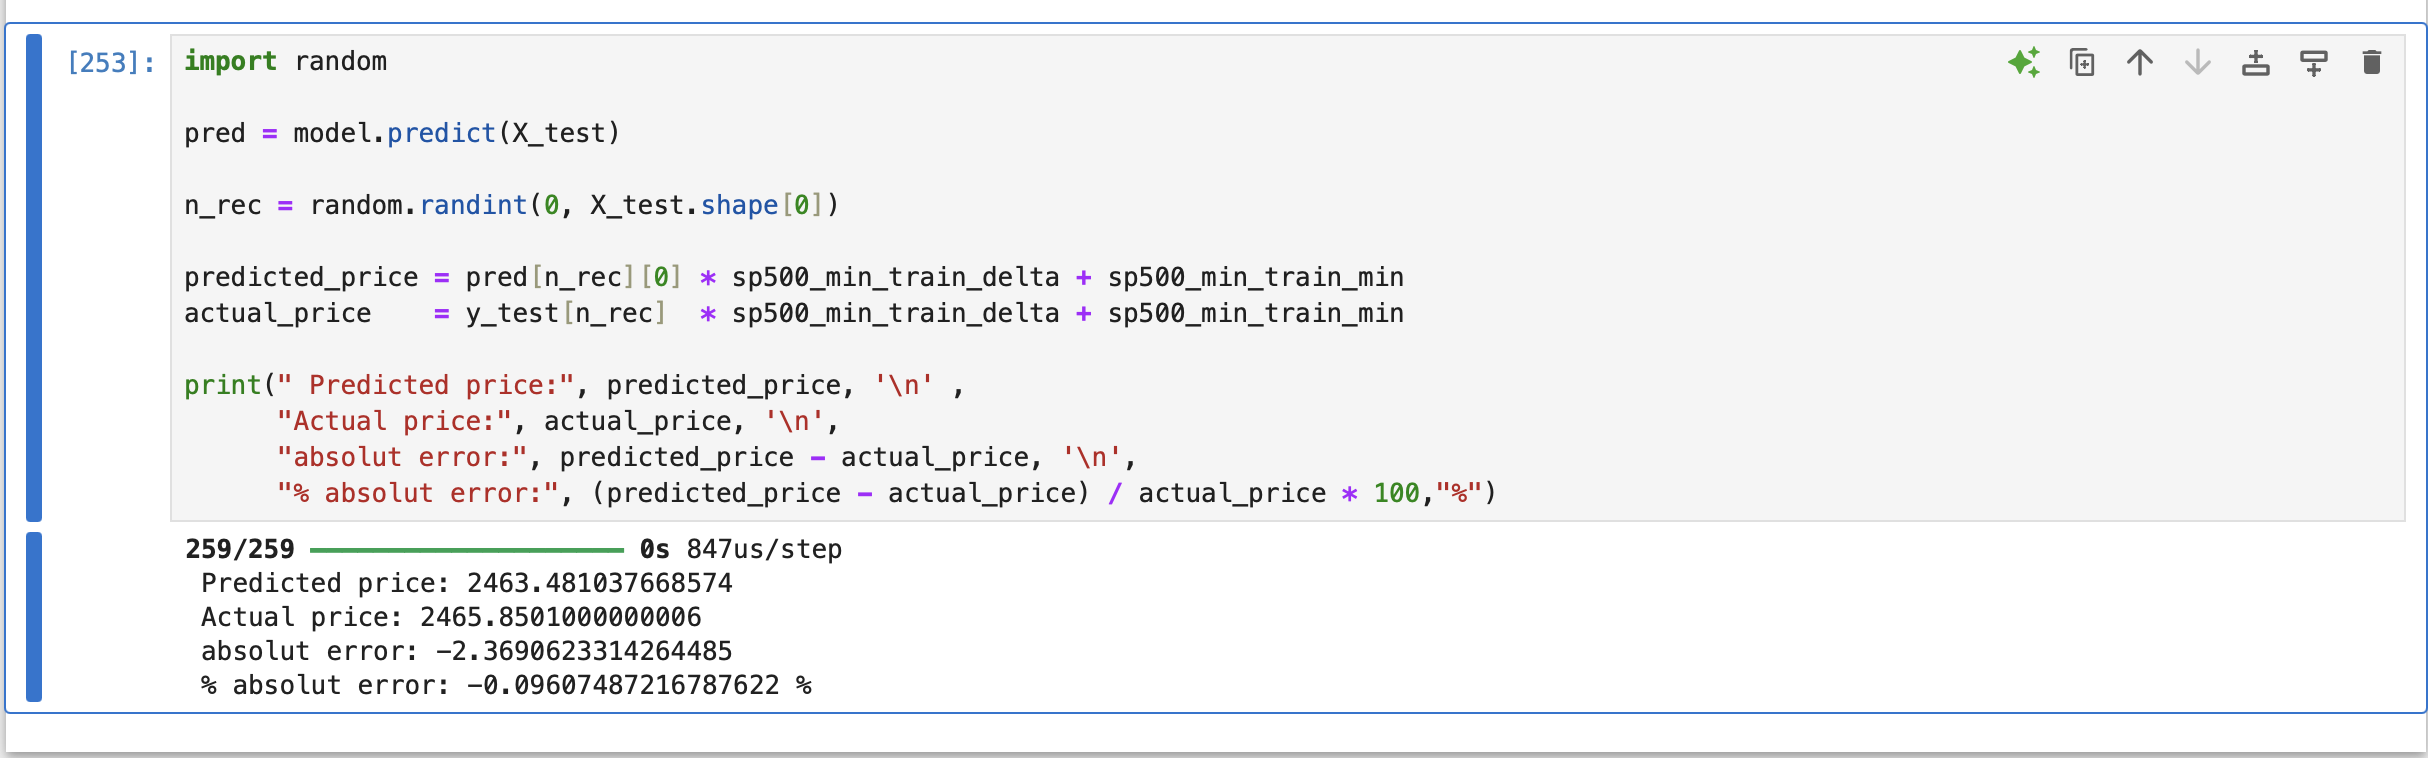 [253]: import random
pred = model.predict(X_test)
n_rec = random.randint(0, X_test.shape[0])
predicted_price = pred[n_rec][0] * sp500_min_train_delta + sp500_min_train_min
actual_price    = y_test[n_rec]  * sp500_min_train_delta + sp500_min_train_min
print(" Predicted price:", predicted_price, '\n' ,
      "Actual price:", actual_price, '\n',
      "absolut error:", predicted_price - actual_price, '\n',
      "% absolut error:", (predicted_price - actual_price) / actual_price * 100,"%")
259/259 ━━━━━━━━━━━━━━━━━━━━ 0s 847us/step
 Predicted price: 2463.481037668574
 Actual price: 2465.8501000000006
 absolut error: -2.3690623314264485
 % absolut error: -0.09607487216787622 %